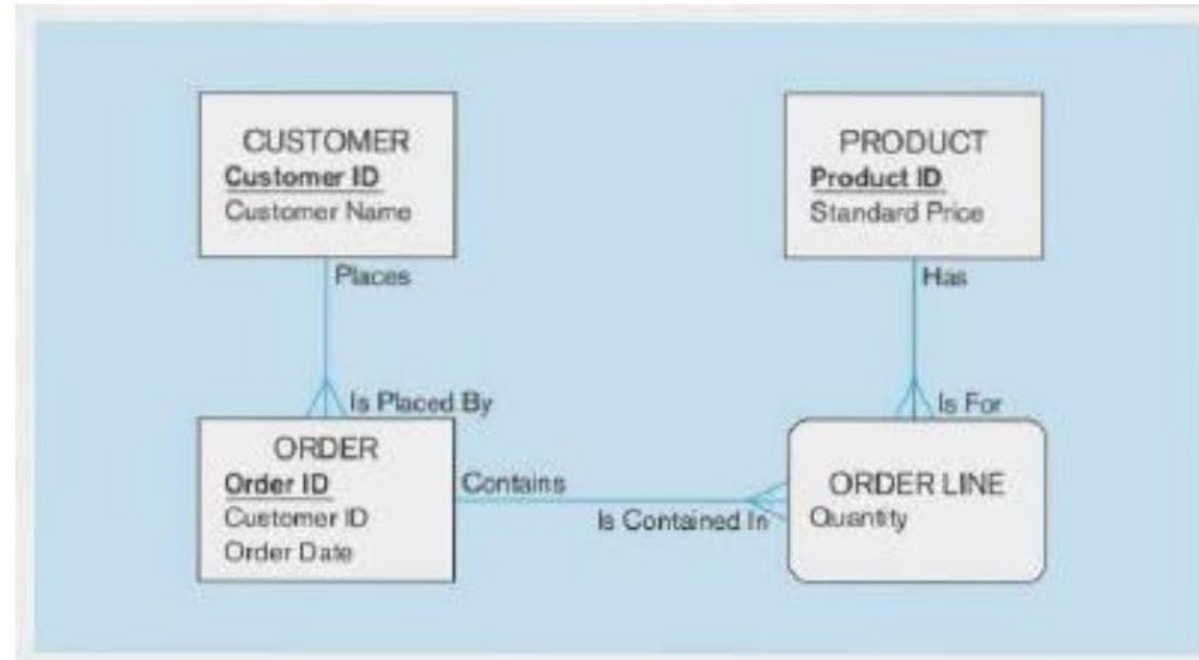 CUSTOMER
Customer ID
Customer Name
Places
Is Placed By
ORDER
Order ID
Customer ID
Order Date
Contains
Is Contained In
PRODUCT
Product ID
Standard Price
Has
Is For
ORDER LINE
Quantity